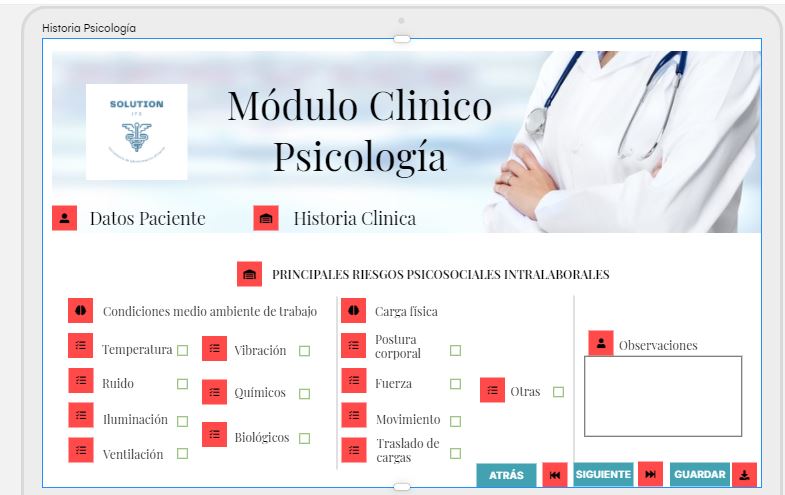 Historia Psicología
SOLUTION
IPS
Módulo Clinico
Psicología
Datos Paciente
Historia Clinica
PRINCIPALES RIESGOS PSICOSOCIALES INTRALABORALES
Condiciones medio ambiente de trabajo
Temperatura
Vibración
Ruido
Químicos
Iluminación
Biológicos
Ventilación
Carga física
Postura
corporal
Fuerza
Otras
Movimiento
Traslado de
cargas
Observaciones
ATRÁS
SIGUIENTE
GUARDAR